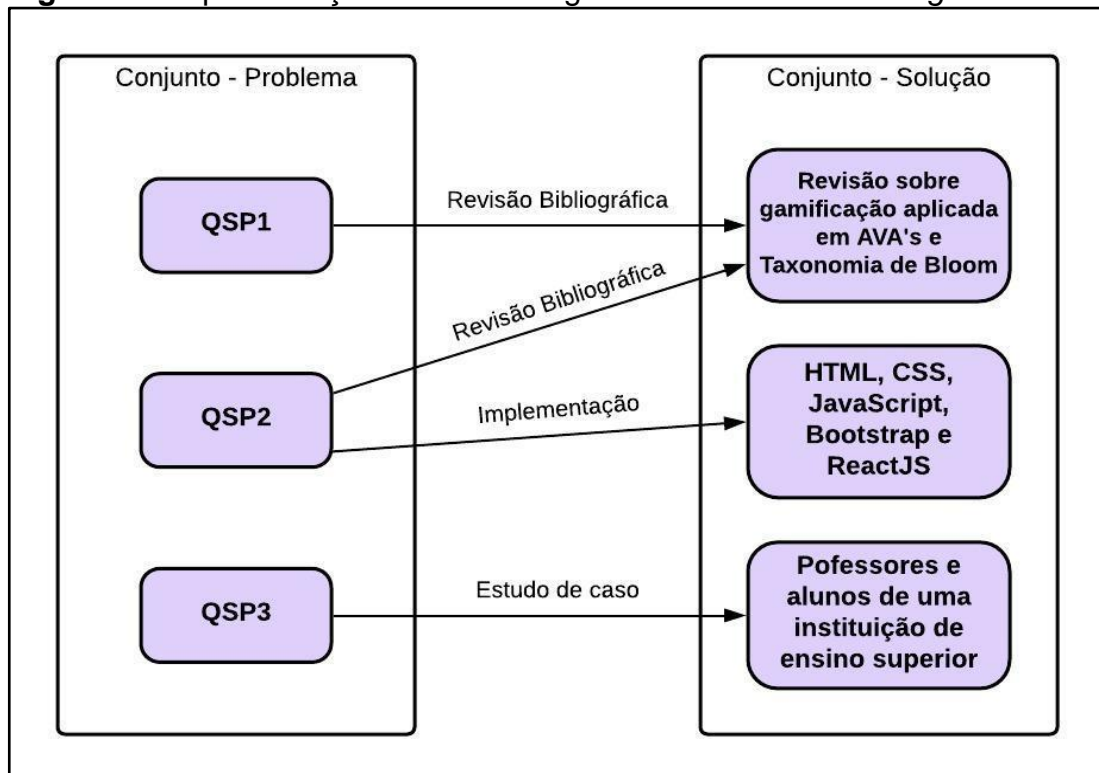 Conjunto - Problema
Conjunto - Solução
QSP1
Revisão Bibliográfica
Revisão sobre
gamificação aplicada
em AVA's e
Taxonomia de Bloom
QSP2
Revisão Bibliográfica
Implementação
HTML, CSS,
JavaScript,
Bootstrap e
ReactJS
QSP3
Estudo de caso
Pofessores e
alunos de uma
instituição de
ensino superior